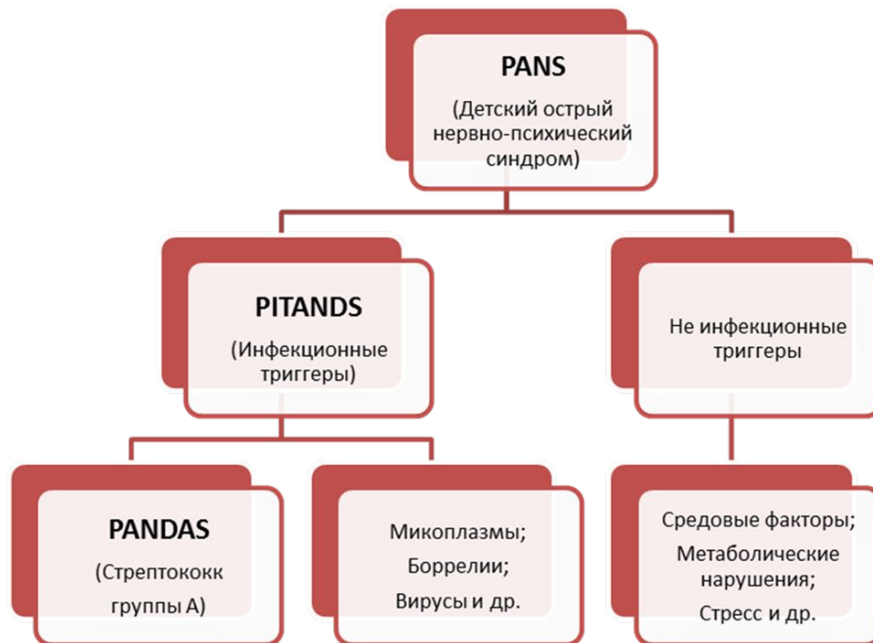 PANS
(Детский острый
нервно-психический
синдром)
PITANDS
(Инфекционные
триггеры)
Не инфекционные
триггеры
PANDAS
(Стрептококк
группы А)
Микоплазмы;
Боррелии;
Вирусы и др.
Средовые факторы;
Метаболические
нарушения;
Стресс и др.